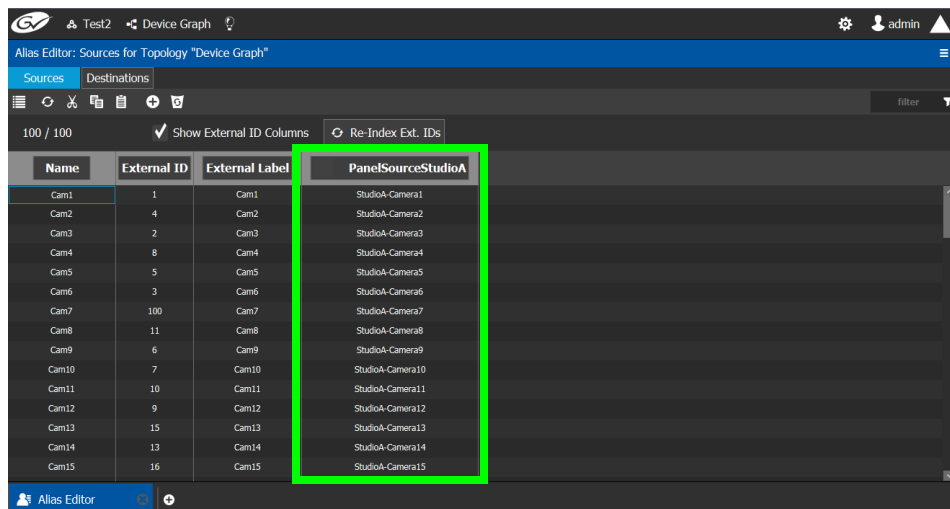 GV Test2 Device Graph admin
Alias Editor: Sources for Topology "Device Graph"
Sources Destinations
filter
100 / 100 Show External ID Columns Re-Index Ext. IDs
Name External ID External Label PanelSourceStudioA
Cam1 1 Cam1 StudioA-Camera1
Cam2 4 Cam2 StudioA-Camera2
Cam3 2 Cam3 StudioA-Camera3
Cam4 8 Cam4 StudioA-Camera4
Cam5 5 Cam5 StudioA-Camera5
Cam6 3 Cam6 StudioA-Camera6
Cam7 100 Cam7 StudioA-Camera7
Cam8 11 Cam8 StudioA-Camera8
Cam9 6 Cam9 StudioA-Camera9
Cam10 7 Cam10 StudioA-Camera10
Cam11 10 Cam11 StudioA-Camera11
Cam12 9 Cam12 StudioA-Camera12
Cam13 15 Cam13 StudioA-Camera13
Cam14 13 Cam14 StudioA-Camera14
Cam15 16 Cam15 StudioA-Camera15
Alias Editor